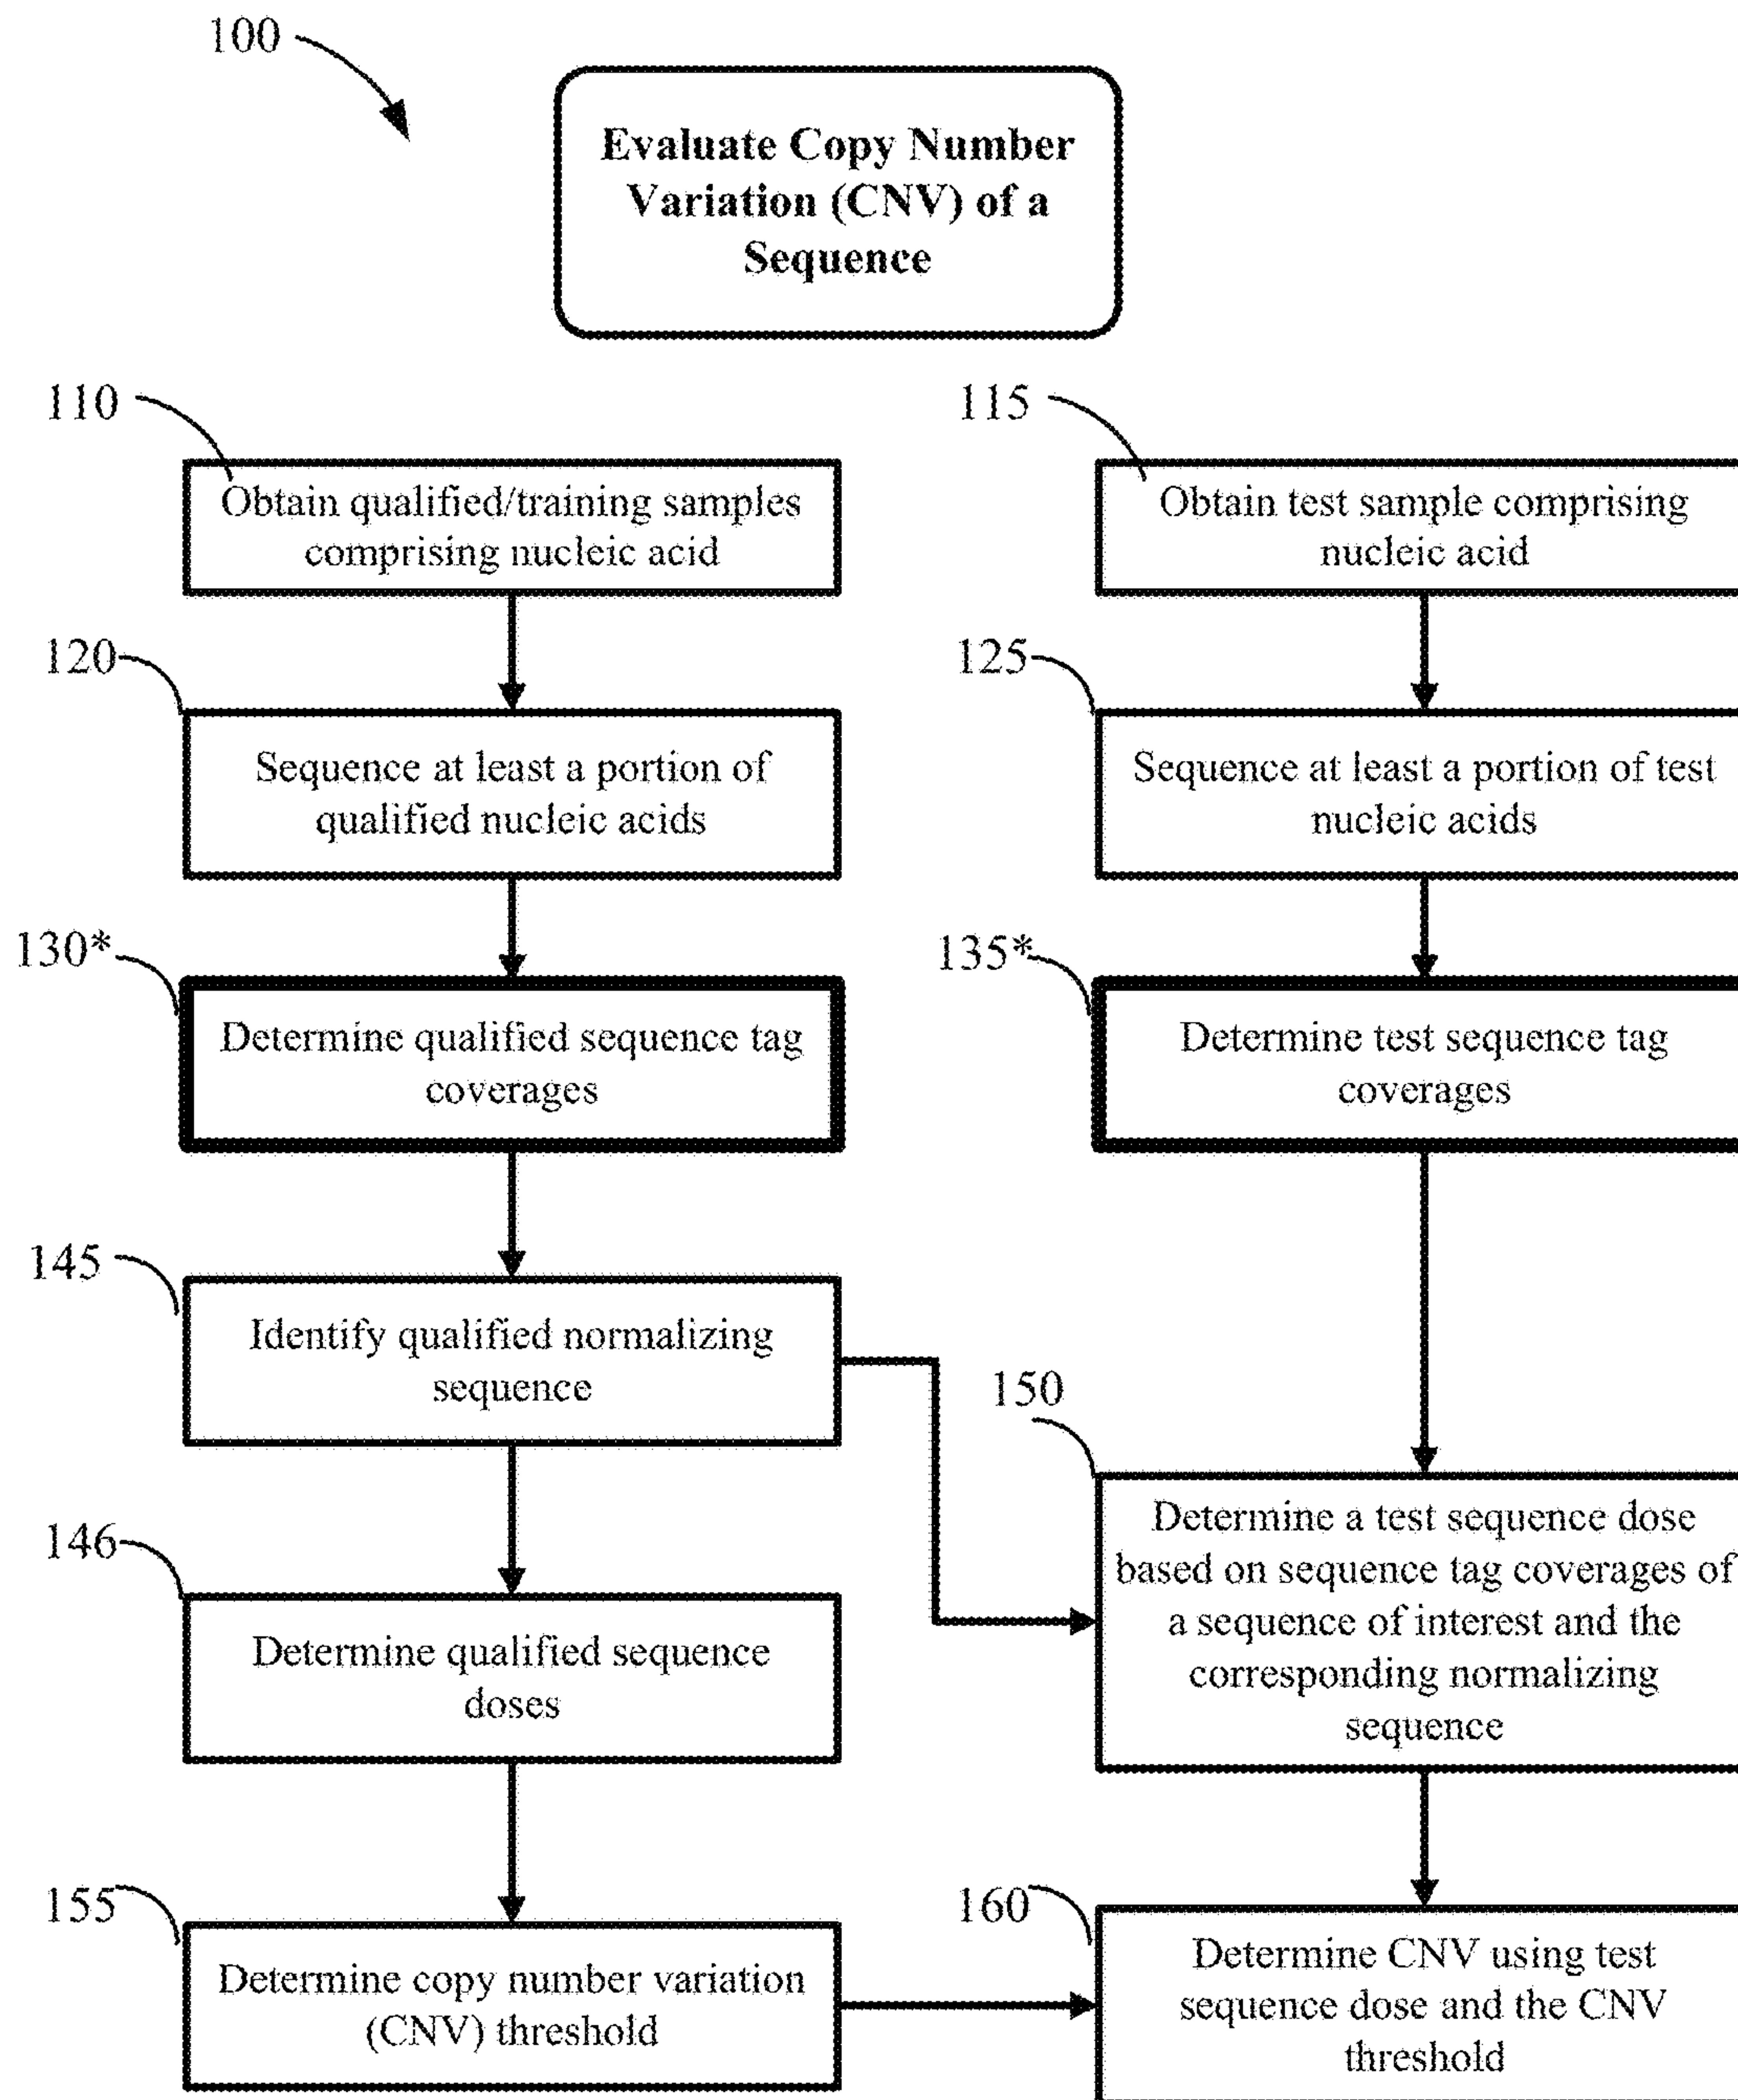 100
Evaluate Copy Number
Variation (CNV) of a
Sequence
110
Obtain qualified/training samples
comprising nucleic acid
115
Obtain test sample comprising
nucleic acid
120
Sequence at least a portion of
qualified nucleic acids
125
Sequence at least a portion of test
nucleic acids
130*
Determine qualified sequence tag
coverages
135*
Determine test sequence tag
coverages
145
Identify qualified normalizing
sequence
150
Determine a test sequence dose
based on sequence tag coverages of
a sequence of interest and the
corresponding normalizing
sequence
146
Determine qualified sequence
doses
155
Determine copy number variation
(CNV) threshold
160
Determine CNV using test
sequence dose and the CNV
threshold